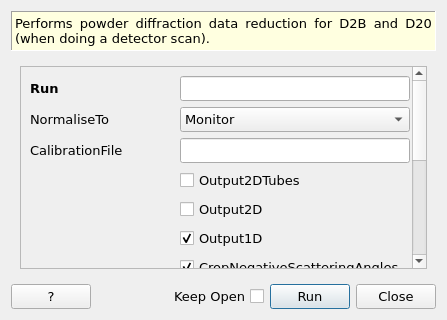 Performs powder diffraction data reduction for D2B and D20
(when doing a detector scan).
Run
NormaliseTo Monitor
CalibrationFile
Output2DTubes
Output2D
Output1D
CropNegativeScatteringAngles
? Keep Open Run Close